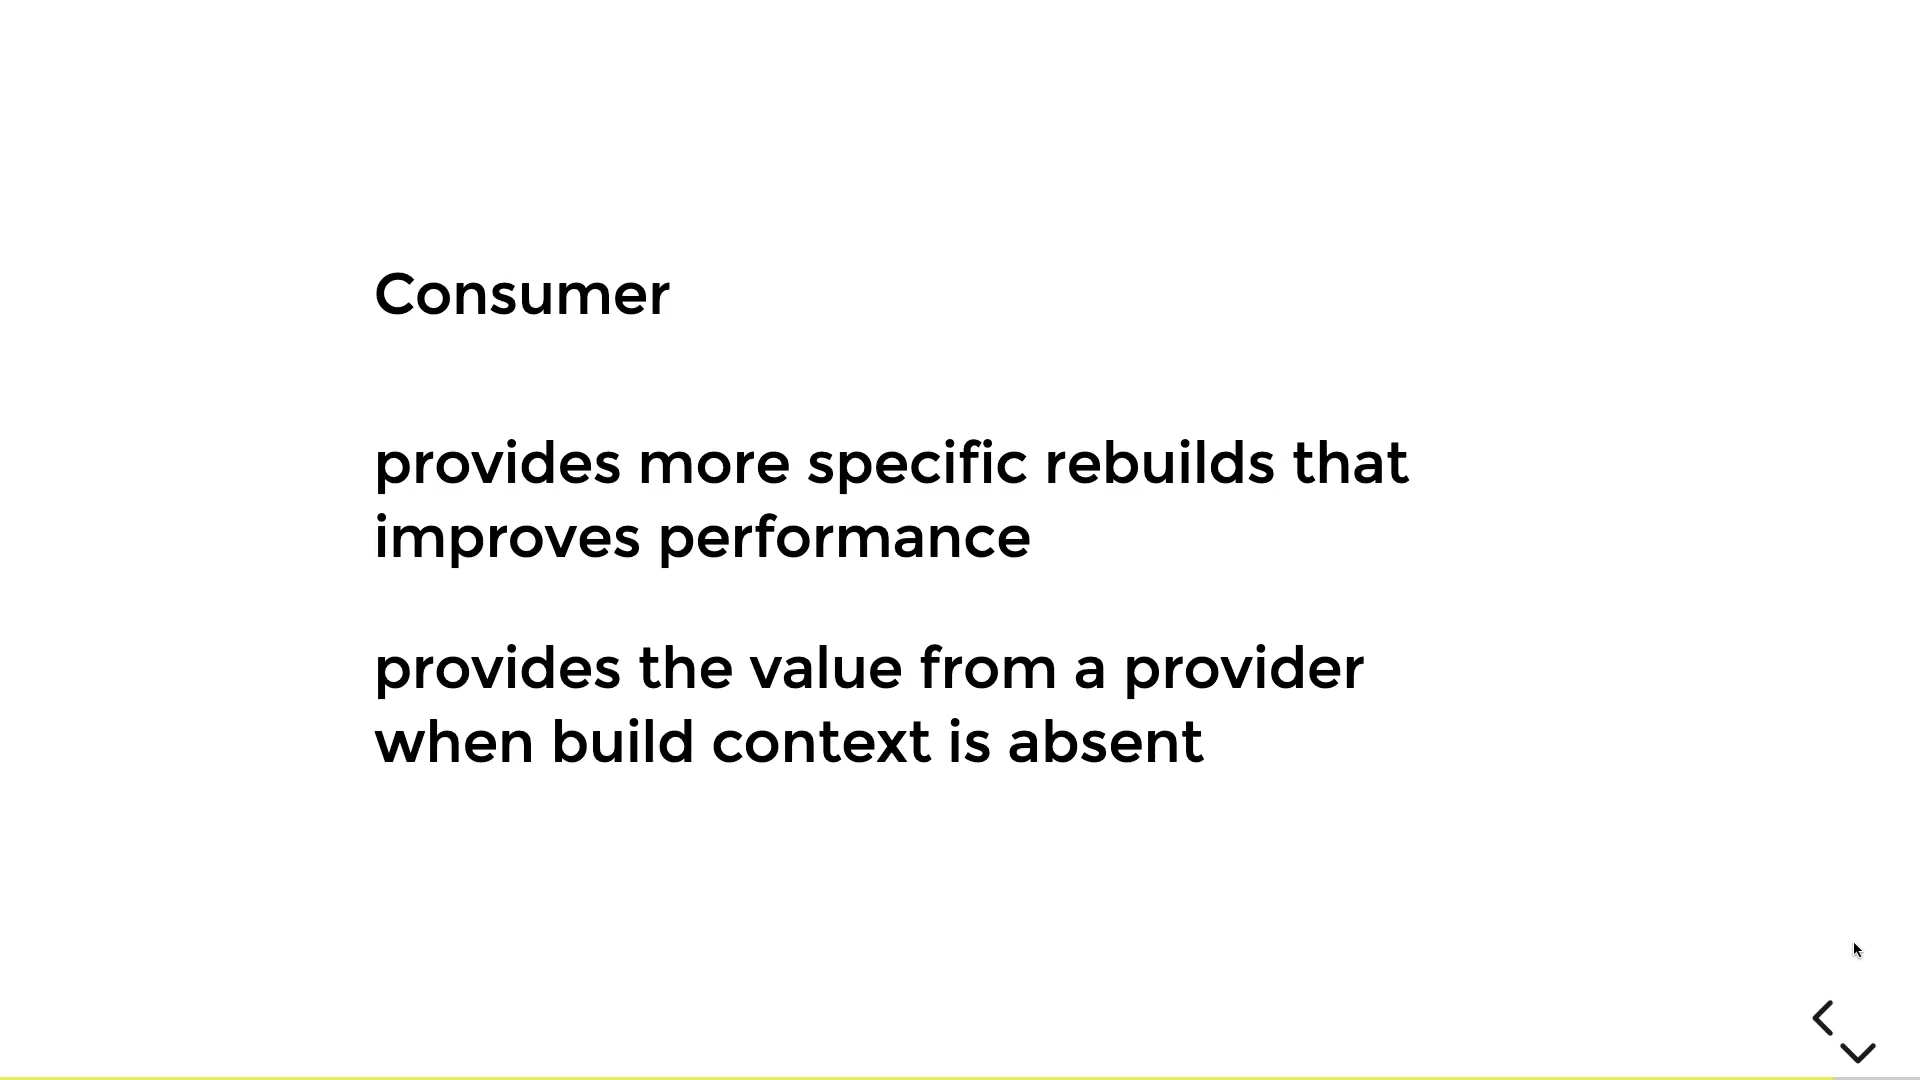 Consumer
provides more specific rebuilds that
improves performance
provides the value from a provider
when build context is absent